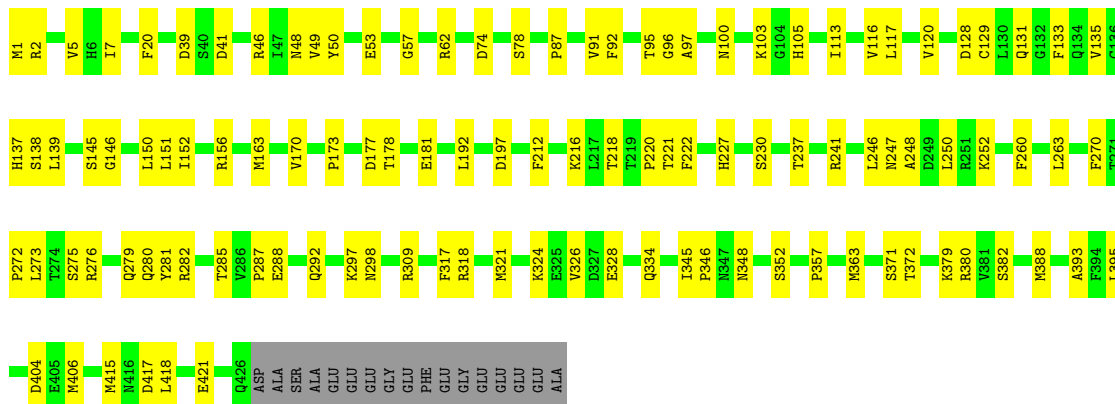 M1 R2 V5 H6 I7 F20 D39 S40 D41 R46 I47 N48 V49 Y50 E53 G57 R62 D74 S78 P87 V91 F92 T95 G96 A97 N100 K103 G104 H105 I113 V116 L117 V120 D128 C129 L130 Q131 G132 F133 Q134 V135 G136
H137 S138 L139 S145 G146 L150 L151 I152 R156 M163 V170 P173 D177 T178 E181 L192 D197 F212 K216 L217 T218 T219 P220 T221 F222 H227 S230 T237 R241 L246 N247 A248 D249 L250 R251 K252 F260 L263 F270 T271
P272 L273 T274 S275 R276 Q279 Q280 Y281 R282 T285 V286 P287 E288 Q292 K297 N298 R309 F317 R318 M321 K324 E325 V326 D327 E328 Q334 I345 P346 N347 N348 S352 P357 M363 S371 T372 K379 R380 V381 S382 M388 A393 F394 L395
D404 E405 M406 M415 N416 D417 L418 E421 Q426 ASP ALA SER ALA GLU GLU GLU GLY GLU PHE GLU GLY GLU GLU GLU GLU ALA